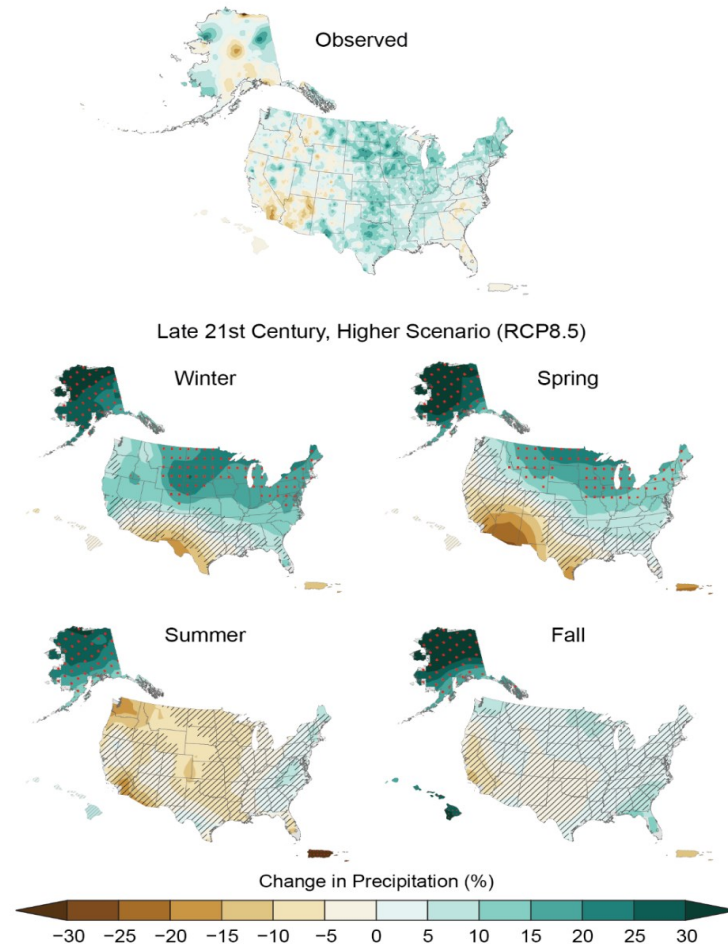 Observed
Late 21st Century, Higher Scenario (RCP8.5)
Winter
Spring
Summer
Fall
Change in Precipitation (%)
−30 −25 −20 −15 −10 −5 0 5 10 15 20 25 30